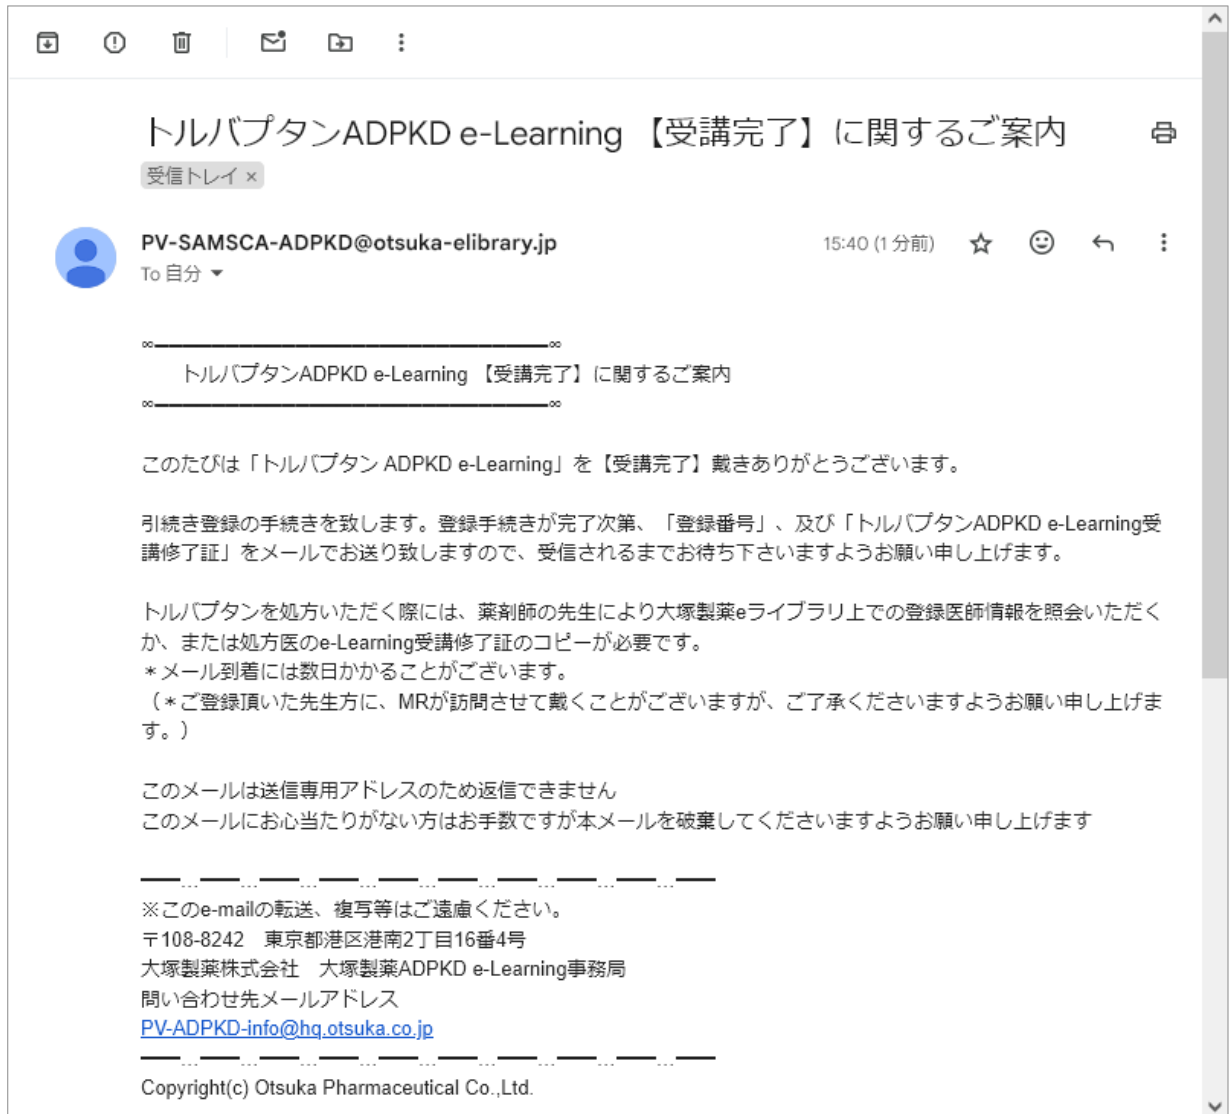 トルバプタンADPKD e-Learning 【受講完了】に関するご案内
受信トレイ ×
PV-SAMSCA-ADPKD@otsuka-elibrary.jp
15:40 (1 分前)
To 自分
∞━━━━━━━━━━━━━━━━━━━━━━━━━━━━∞
トルバプタンADPKD e-Learning 【受講完了】に関するご案内
∞━━━━━━━━━━━━━━━━━━━━━━━━━━━━∞
このたびは「トルバプタン ADPKD e-Learning」を【受講完了】戴きありがとうございます。
引続き登録の手続きを致します。登録手続きが完了次第、「登録番号」、及び「トルバプタンADPKD e-Learning受
講修了証」をメールでお送り致しますので、受信されるまでお待ち下さいますようお願い申し上げます。
トルバプタンを処方いただく際には、薬剤師の先生により大塚製薬eライブラリ上での登録医師情報を照会いただく
か、または処方医のe-Learning受講修了証のコピーが必要です。
＊メール到着には数日かかることがございます。
（＊ご登録頂いた先生方に、MRが訪問させて戴くことがございますが、ご了承くださいますようお願い申し上げま
す。）
このメールは送信専用アドレスのため返信できません
このメールにお心当たりがない方はお手数ですが本メールを破棄してくださいますようお願い申し上げます
━━…━━…━━…━━…━━…━━…━━…━━…━━…━━
※このe-mailの転送、複写等はご遠慮ください。
〒108-8242　東京都港区港南2丁目16番4号
大塚製薬株式会社　大塚製薬ADPKD e-Learning事務局
問い合わせ先メールアドレス
PV-ADPKD-info@hq.otsuka.co.jp
━━…━━…━━…━━…━━…━━…━━…━━…━━…━━
Copyright(c) Otsuka Pharmaceutical Co.,Ltd.